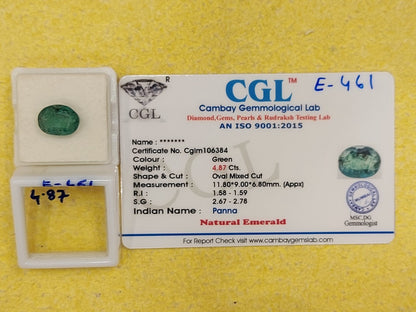 R
CGL
CGL™
E-461
Cambay Gemmological Lab
Diamond,Gems, Pearls & Rudraksh Testing Lab
AN ISO 9001:2015
Name : *******
Certificate No. Cglm106384
Colour : Green
Weight : 4.87 Cts.
Shape & Cut : Oval Mixed Cut
Measurement : 11.80*9.00*6.80mm. (Appx)
R.I : 1.58 - 1.59
S.G : 2.67 - 2.78
Indian Name : Panna
Natural Emerald
MSC,DG
Gemmologist
For Report Check - Visit us - www.cambaygemslab.com
E-461
4.87